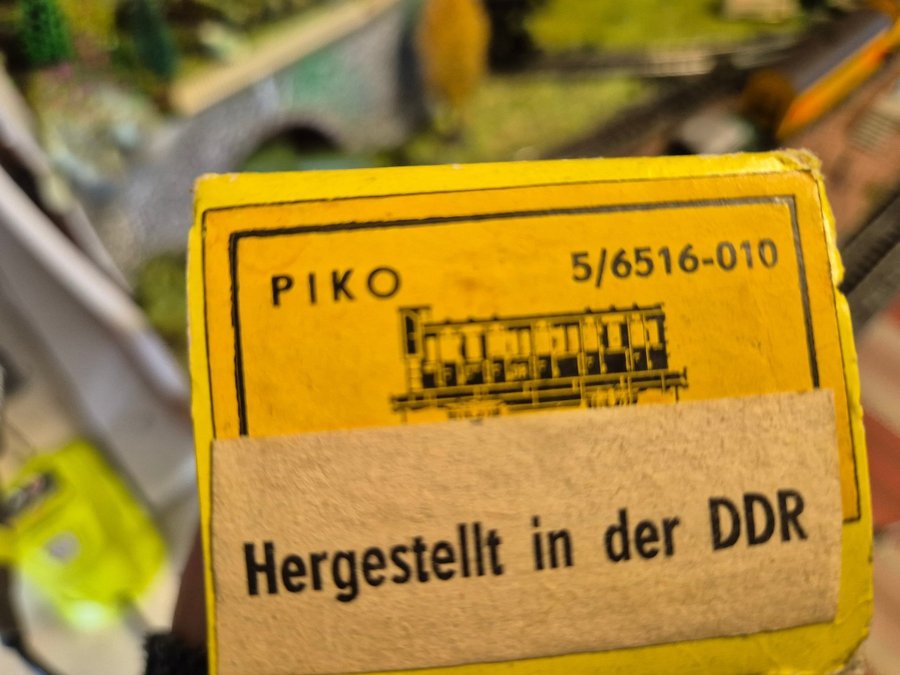 PIKO 5/6516-010
Hergestellt in der DDR